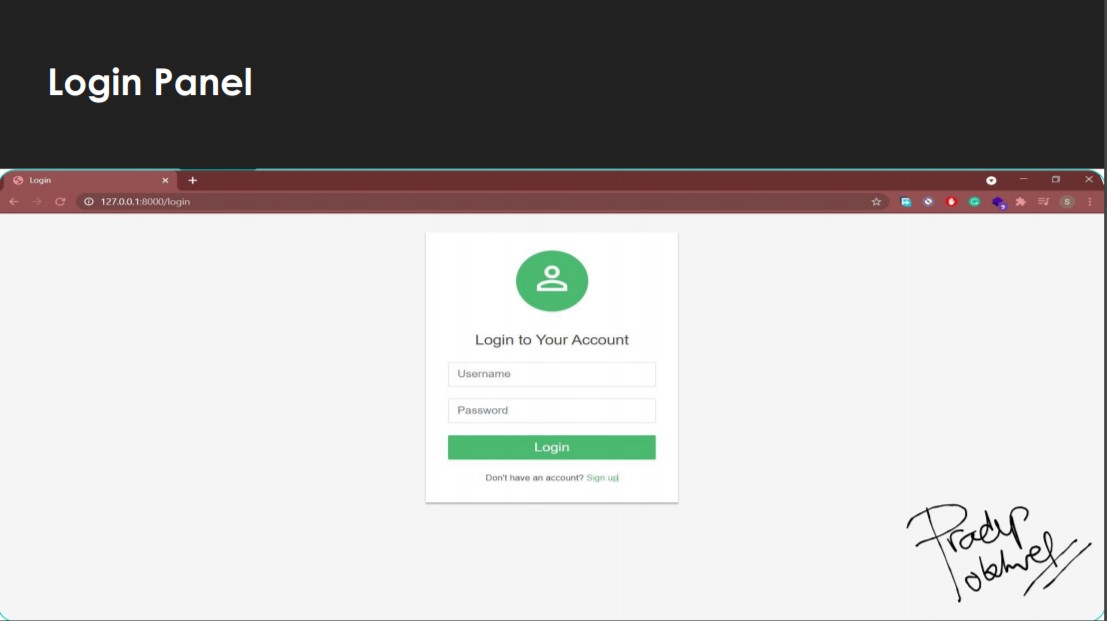 Login Panel
Login
127.0.0.1:8000/login
S
Login to Your Account
Username
Password
Login
Don't have an account? Sign up
Pradip